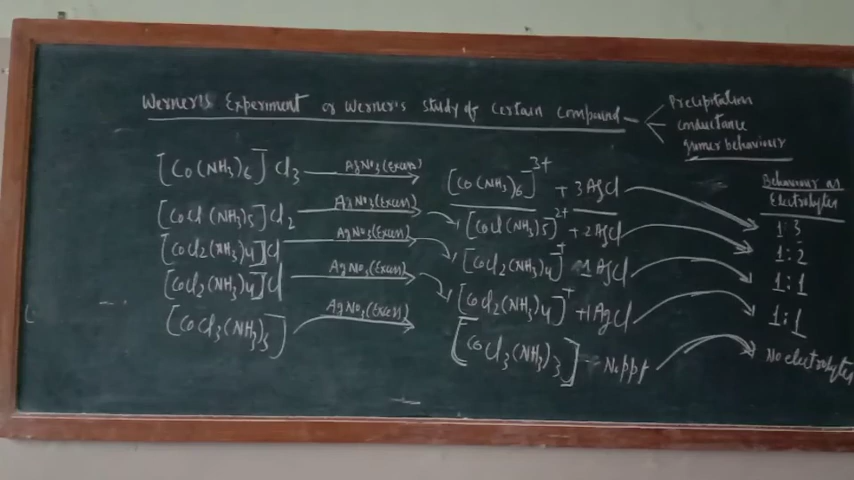 Werner's Experiment or Werner's study of Certain Compound
Precipitation
conductance
Isomer behaviour
Behaviour as
Electrolytes
[Co(NH3)6] Cl3 AgNO3(Excess) [Co(NH3)6]3+ + 3AgCl 1:3
[CoCl(NH3)5]Cl2 AgNO3(Excess) [CoCl(NH3)5]2+ + 2AgCl 1:2
[CoCl2(NH3)4]Cl AgNO3(Excess) [CoCl2(NH3)4]+ 1 AgCl 1:1
[CoCl2(NH3)4]Cl AgNO3(Excess) [CoCl2(NH3)4]+ +1AgCl 1:1
[CoCl3(NH3)3] AgNO3(Excess) [CoCl3(NH3)3] - No ppt No electrolytes